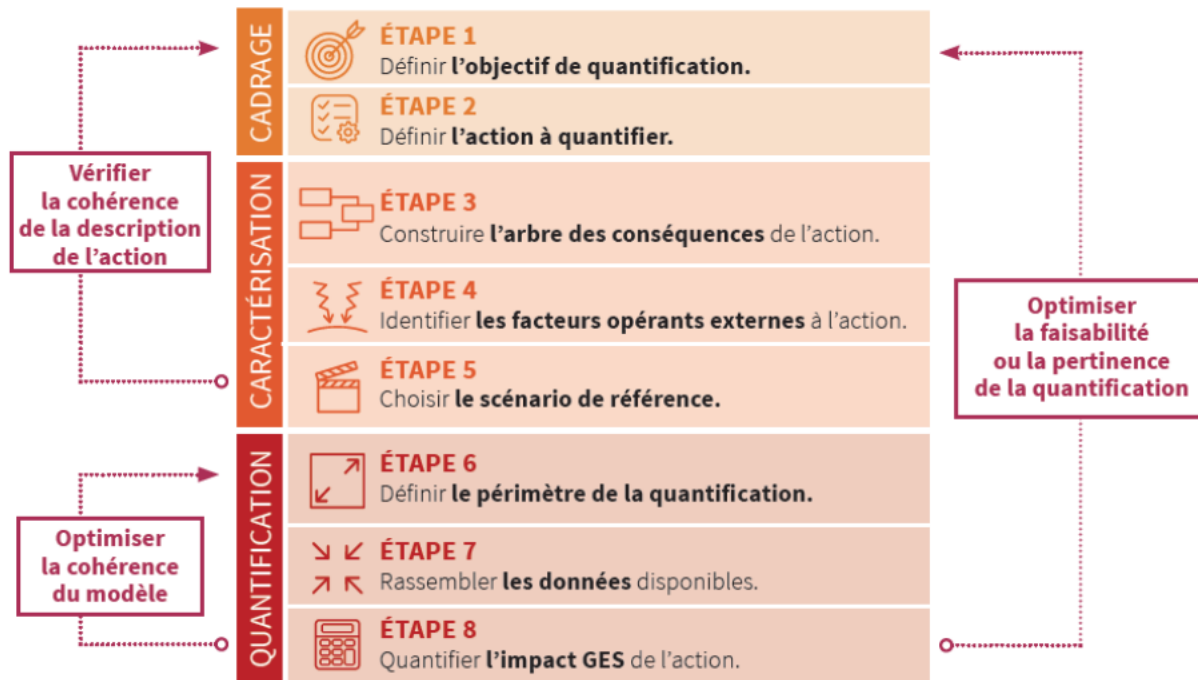 CADRAGE
ÉTAPE 1
Définir l’objectif de quantification.
ÉTAPE 2
Définir l’action à quantifier.
CARACTÉRISATION
ÉTAPE 3
Construire l’arbre des conséquences de l’action.
ÉTAPE 4
Identifier les facteurs opérants externes à l’action.
ÉTAPE 5
Choisir le scénario de référence.
QUANTIFICATION
ÉTAPE 6
Définir le périmètre de la quantification.
ÉTAPE 7
Rassembler les données disponibles.
ÉTAPE 8
Quantifier l’impact GES de l’action.
Vérifier
la cohérence
de la description
de l’action
Optimiser
la cohérence
du modèle
Optimiser
la faisabilité
ou la pertinence
de la quantification